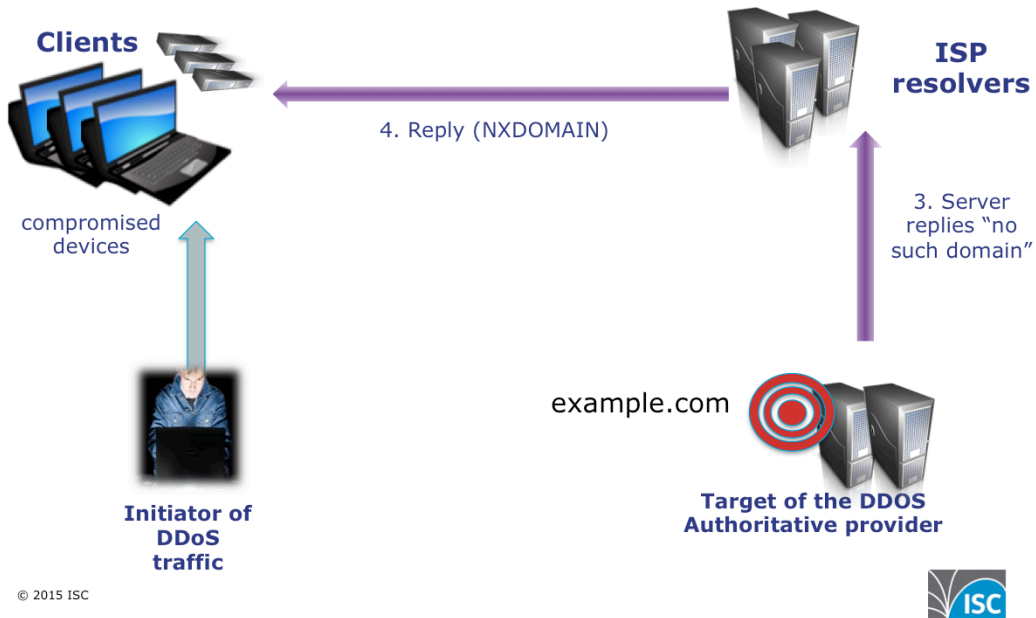 Clients
ISP
resolvers
4. Reply (NXDOMAIN)
compromised
devices
3. Server
replies “no
such domain”
example.com
Initiator of
DDoS
traffic
Target of the DDOS
Authoritative provider
© 2015 ISC
ISC